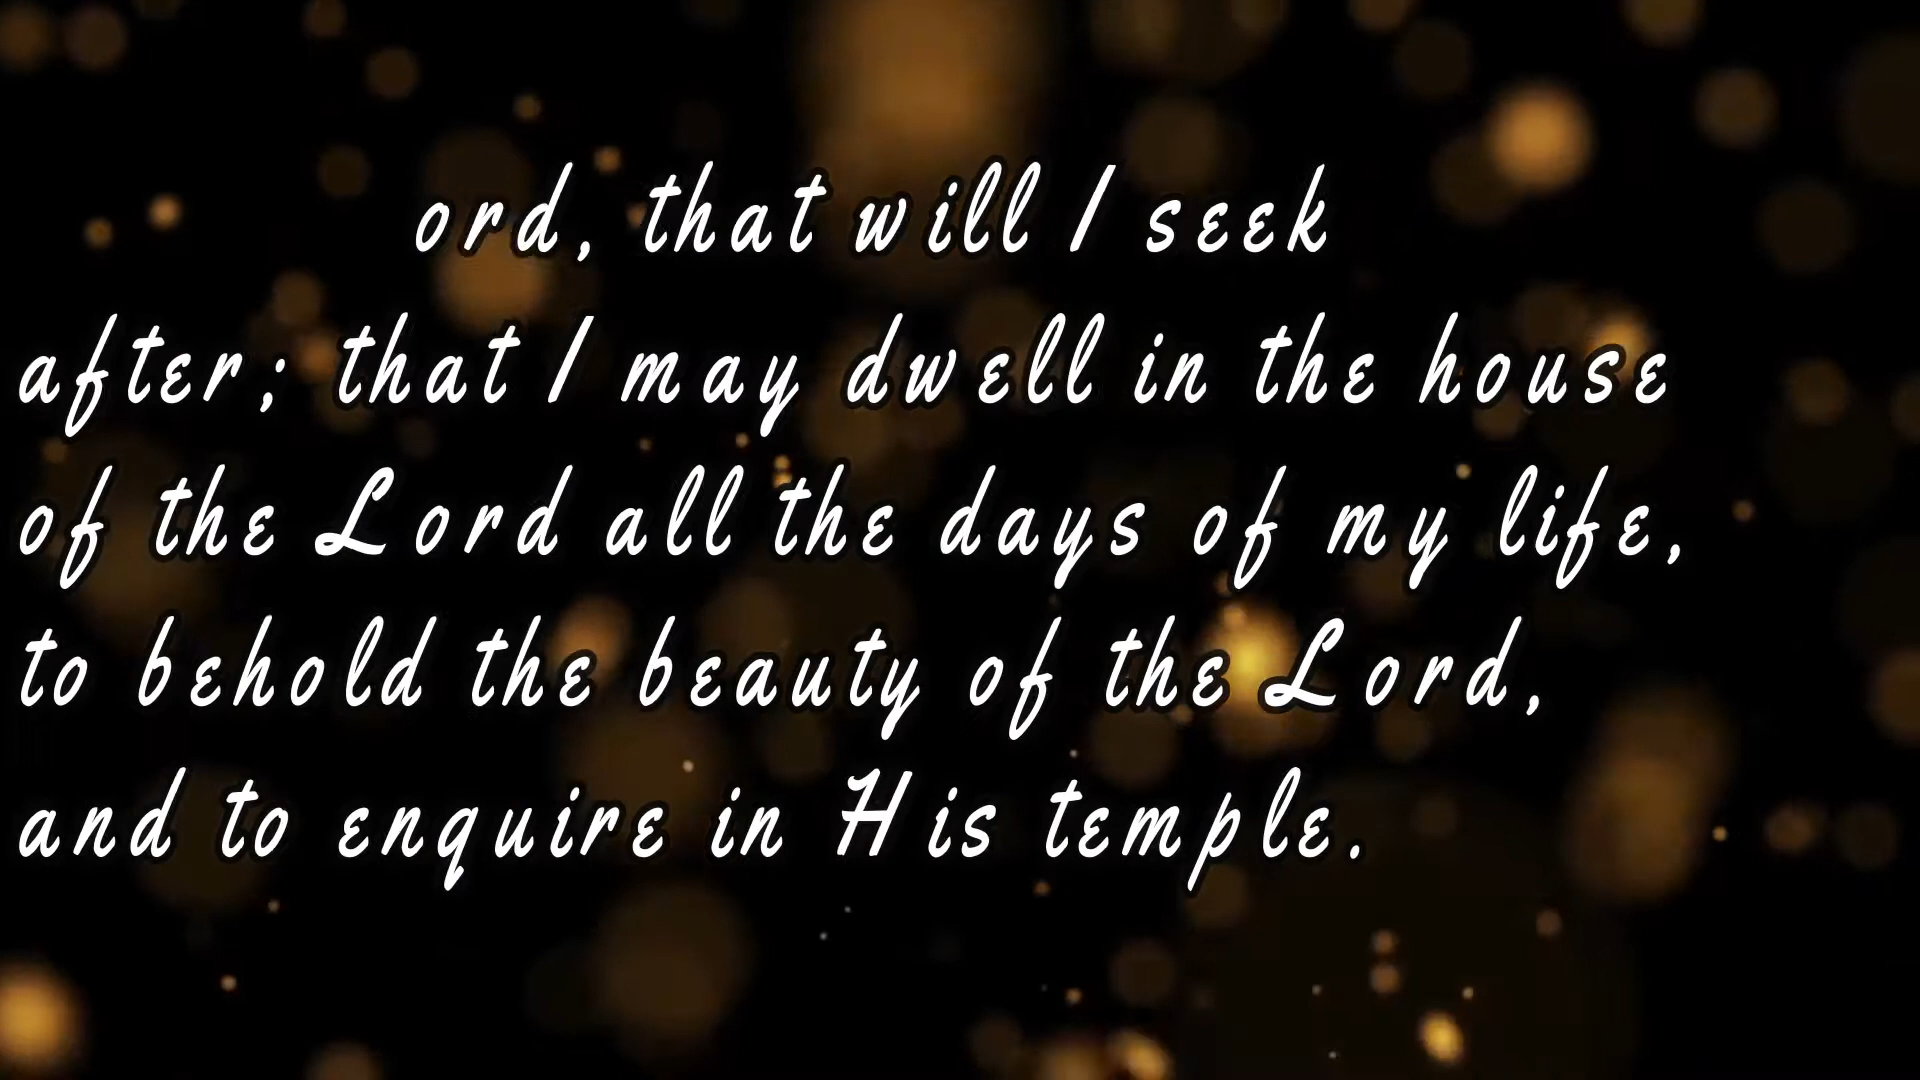 ord, that will I seek
after; that I may dwell in the house
of the Lord all the days of my life,
to behold the beauty of the Lord,
and to enquire in His temple.